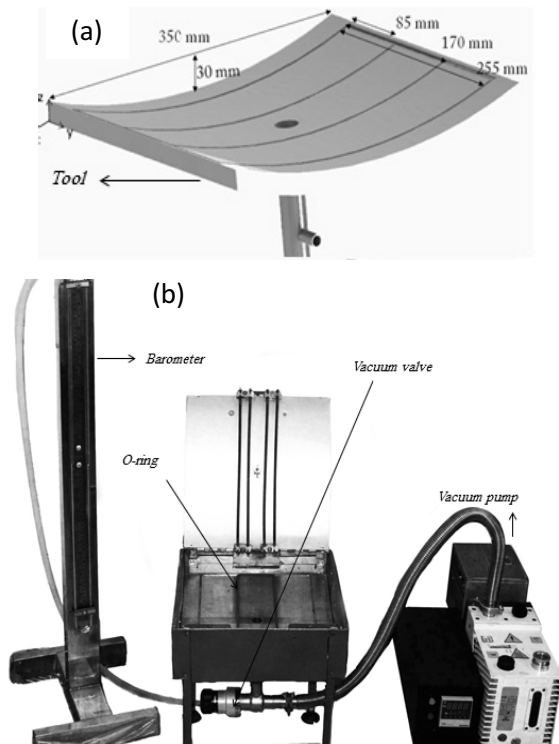 (a)
350 mm
85 mm
30 mm
170 mm
255 mm
Tool
(b)
Barometer
Vacuum valve
O-ring
Vacuum pump